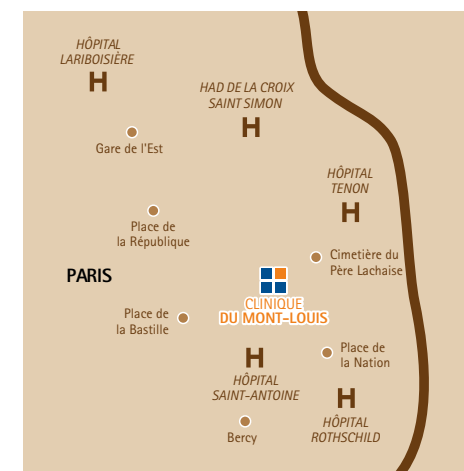 HÔPITAL
LARIBOISIÈRE
H
HAD DE LA CROIX
SAINT SIMON
H
Gare de l'Est
HÔPITAL
TENON
H
Place de
la République
Cimetière du
Père Lachaise
PARIS
CLINIQUE
DU MONT-LOUIS
Place de
la Bastille
Place de
la Nation
H
HÔPITAL
SAINT-ANTOINE
H
HÔPITAL
ROTHSCHILD
Bercy